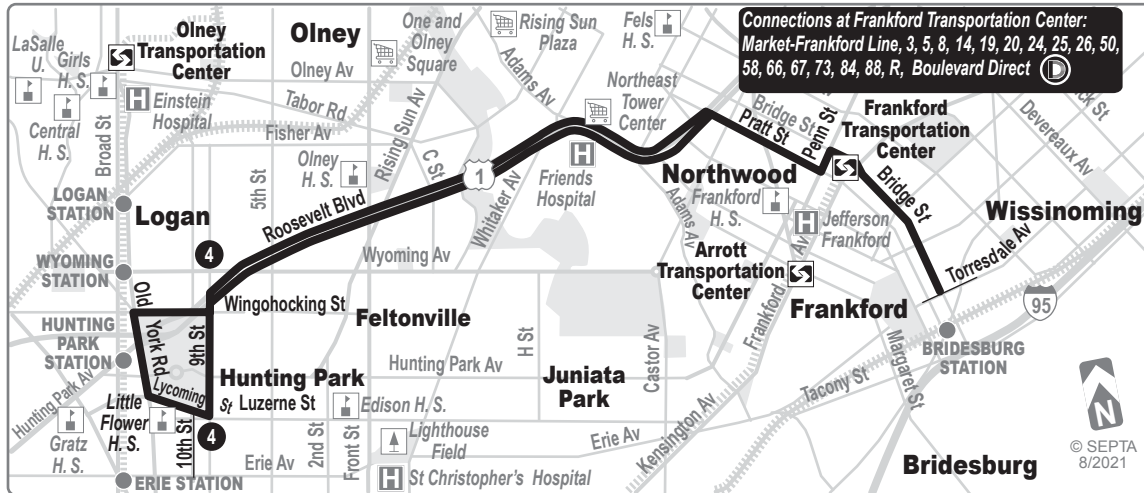 Connections at Frankford Transportation Center:
Market-Frankford Line, 3, 5, 8, 14, 19, 20, 24, 25, 26, 50,
58, 66, 67, 73, 84, 88, R, Boulevard Direct D
LaSalle
U.
Girls
H. S.
Central
H. S.
Olney
Transportation
Center
Olney
One and
Olney
Square
Rising Sun
Plaza
Fels
H. S.
Olney Av
Adams Av
Northeast
Tower
Center
Bridge St
Pratt St
Penn St
Frankford
Transportation
Center
Devereaux Av
H
Einstein
Hospital
Broad St
Tabor Rd
Fisher Av
Rising Sun Av
Olney
H. S.
C St
5th St
1
Whitaker Av
H
Friends
Hospital
Northwood
Frankford
H. S.
H
Jefferson
Frankford
Bridge St
Wissinoming
Torresdale Av
LOGAN
STATION
Logan
Roosevelt Blvd
Adams Av
WYOMING
STATION
4
Wyoming Av
Arrott
Transportation
Center
Frankford Av
Frankford
95
Old
York Rd
Wingohocking St
9th St
Feltonville
HUNTING
PARK
STATION
Hunting Park Av
Hunting Park Av
H St
Castor Av
Margaret St
BRIDESBURG
STATION
Tacony St
Lycoming
St
Hunting Park
Luzerne St
Juniata
Park
Little
Flower
H. S.
Edison H. S.
Gratz
H. S.
10th St
4
2nd St
Front St
Lighthouse
Field
Erie Av
Kensington Av
Erie Av
H
St Christopher's Hospital
ERIE STATION
Bridesburg
N
© SEPTA
8/2021